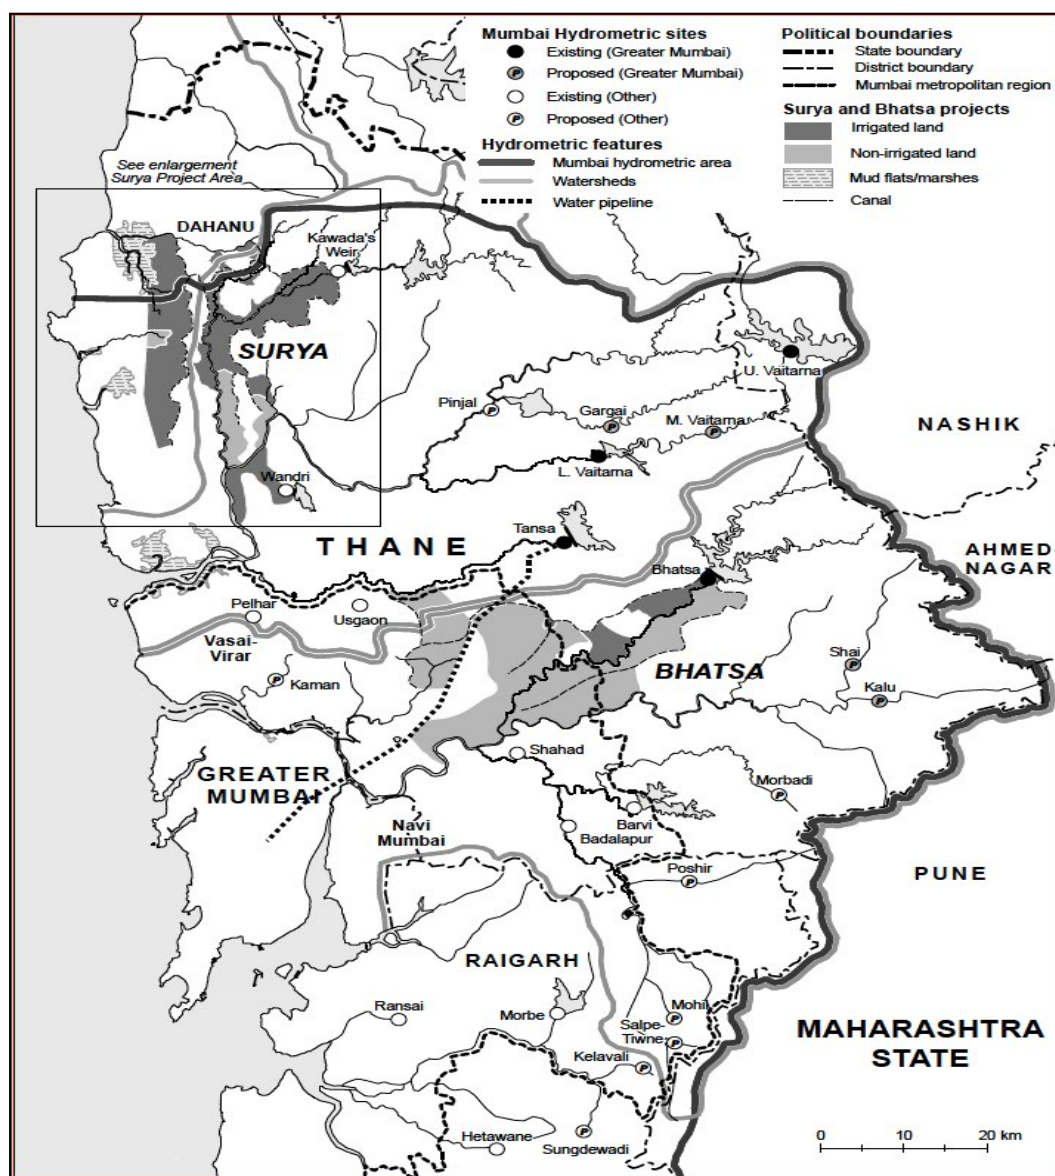 Mumbai Hydrometric sites
Existing (Greater Mumbai)
P Proposed (Greater Mumbai)
Existing (Other)
P Proposed (Other)
Hydrometric features
Mumbai hydrometric area
Watersheds
Water pipeline
Political boundaries
State boundary
District boundary
Mumbai metropolitan region
Surya and Bhatsa projects
Irrigated land
Non-irrigated land
Mud flats/marshes
Canal
See enlargement
Surya Project Area
DAHANU
Kawada's
Weir
SURYA
U. Vaitarna
Pinjal P
Gargai
P
M. Vaitarna
P
L. Vaitarna
NASHIK
Wandri
Tansa
THANE
AHMED-
NAGAR
Bhatsa
Pelhar
Usgaon
Vasai-
Virar
BHATSA
Shai
P
Kaman
P
Kalu
P
Shahad
GREATER
MUMBAI
Morbadi
P
Navi
Mumbai
Barvi
Badalapur
Poshir
P
PUNE
RAIGARH
Ransai
Morbe
Mohil
P
Salpe-
Tiwne P
Kelavali
P
MAHARASHTRA
STATE
Hetawane
Sungdewadi
P
0 10 20 km